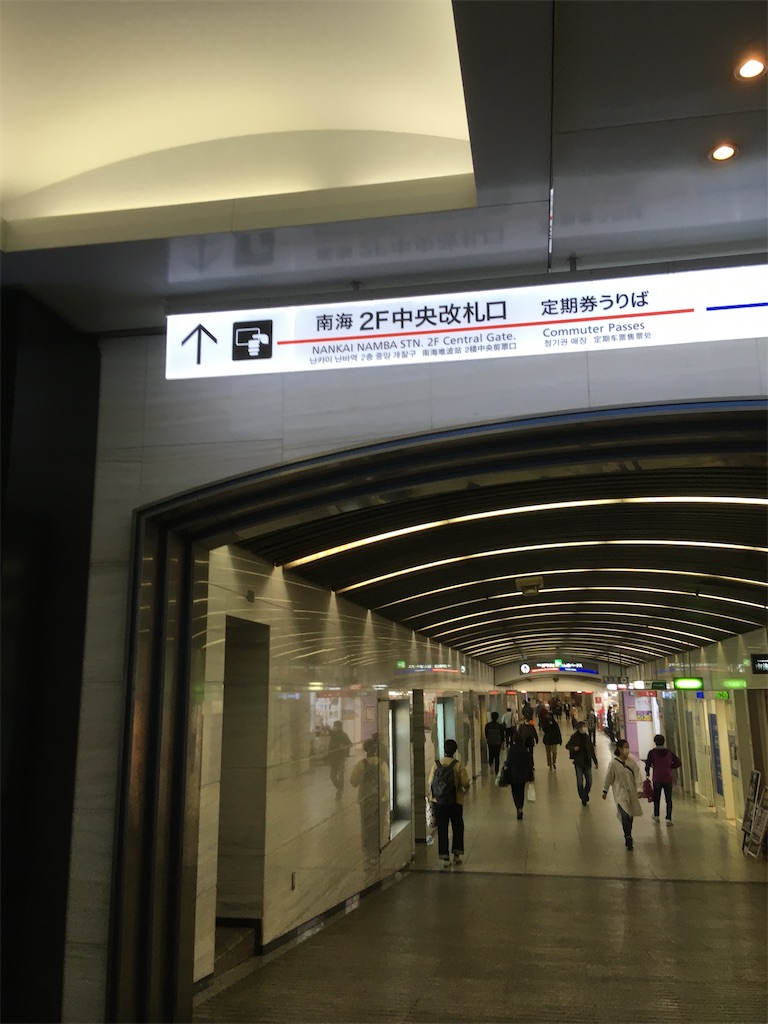 南海 2F中央改札口 定期券うりば
NANKAI NAMBA STN. 2F Central Gate. Commuter Passes
난카이 난바역 2층 중앙 개찰구 南海难波站 2楼中央剪票口 정기권 매장 定期车票售票处